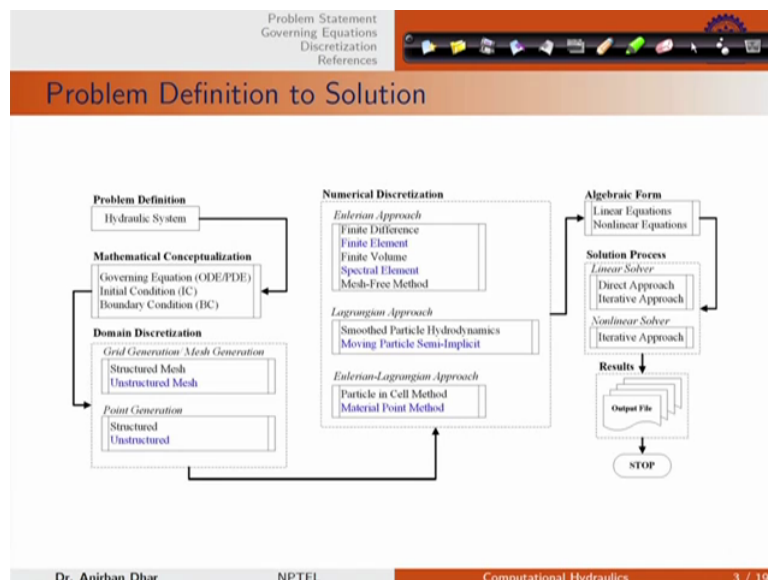 Problem Statement
Governing Equations
Discretization
References
Problem Definition to Solution
Problem Definition
Hydraulic System
Mathematical Conceptualization
Governing Equation (ODE/PDE)
Initial Condition (IC)
Boundary Condition (BC)
Domain Discretization
Grid Generation/Mesh Generation
Structured Mesh
Unstructured Mesh
Point Generation
Structured
Unstructured
Numerical Discretization
Eulerian Approach
Finite Difference
Finite Element
Finite Volume
Spectral Element
Mesh-Free Method
Lagrangian Approach
Smoothed Particle Hydrodynamics
Moving Particle Semi-Implicit
Eulerian-Lagrangian Approach
Particle in Cell Method
Material Point Method
Algebraic Form
Linear Equations
Nonlinear Equations
Solution Process
Linear Solver
Direct Approach
Iterative Approach
Nonlinear Solver
Iterative Approach
Results
Output File
STOP
Dr. Anirban Dhar
NPTEL
Computational Hydraulics
3 / 19